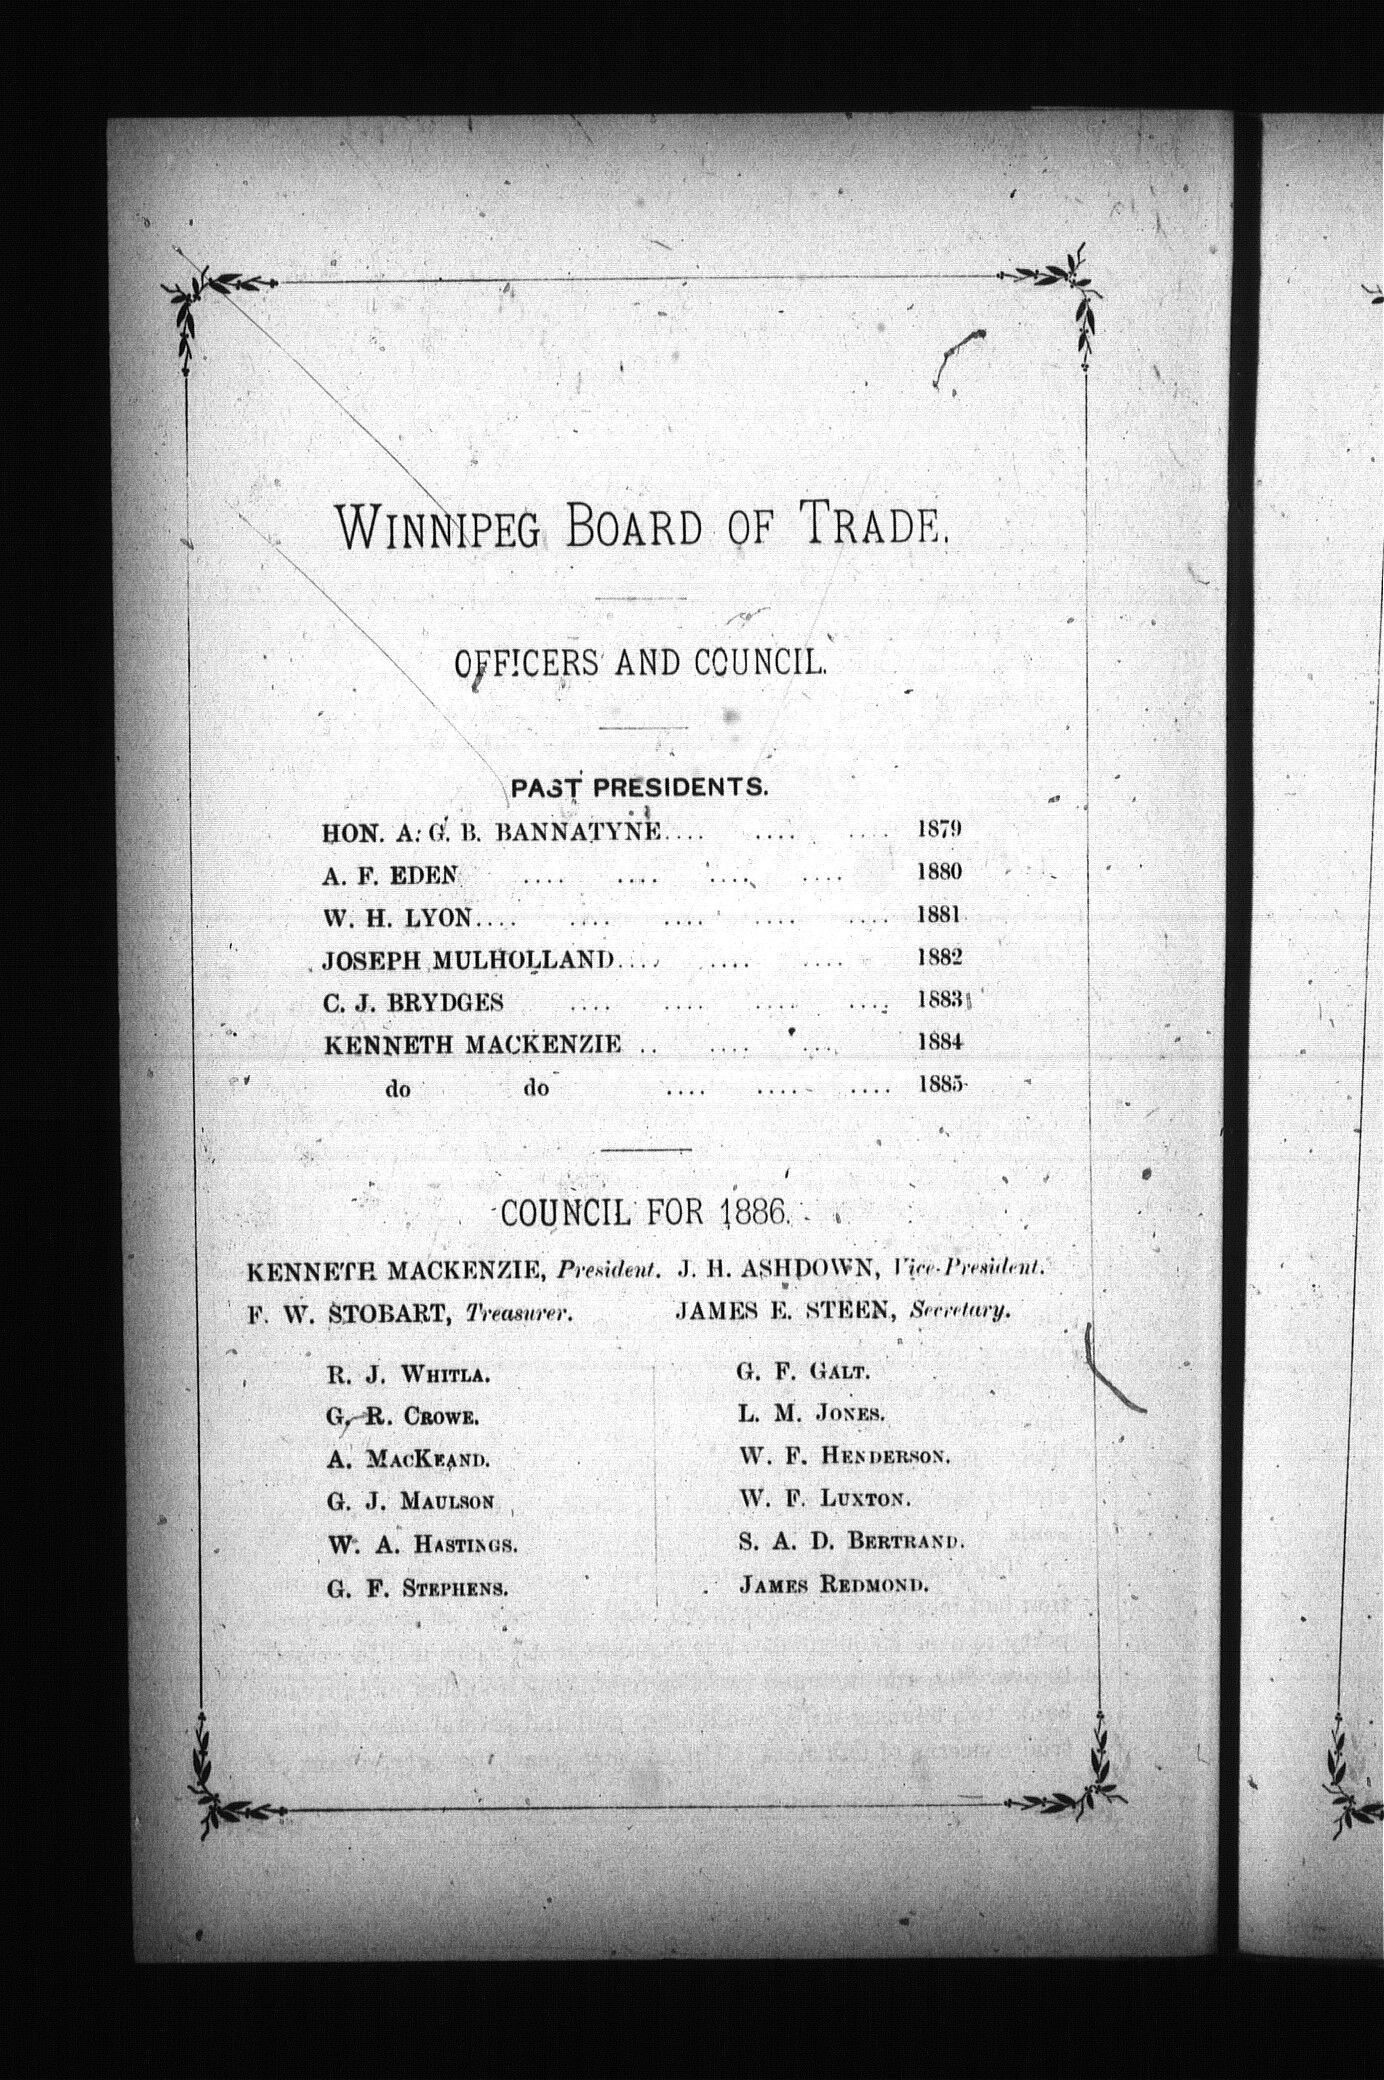 WINNIPEG BOARD OF TRADE.
OFFICERS AND COUNCIL.
PAST PRESIDENTS.
HON. A. G. B. BANNATYNE.... .... .... 1879
A. F. EDEN .... .... .... .... 1880
W. H. LYON.... .... .... .... .... 1881
JOSEPH MULHOLLAND.... .... .... 1882
C. J. BRYDGES .... .... .... .... 1883
KENNETH MACKENZIE .. .... .... 1884
do do .... .... .... 1885
COUNCIL FOR 1886.
KENNETH MACKENZIE, President. J. H. ASHDOWN, Vice-President.
F. W. STOBART, Treasurer. JAMES E. STEEN, Secretary.
R. J. WHITLA. G. F. GALT.
G. R. CROWE. L. M. JONES.
A. MACKEAND. W. F. HENDERSON.
G. J. MAULSON W. F. LUXTON.
W. A. HASTINGS. S. A. D. BERTRAND.
G. F. STEPHENS. JAMES REDMOND.